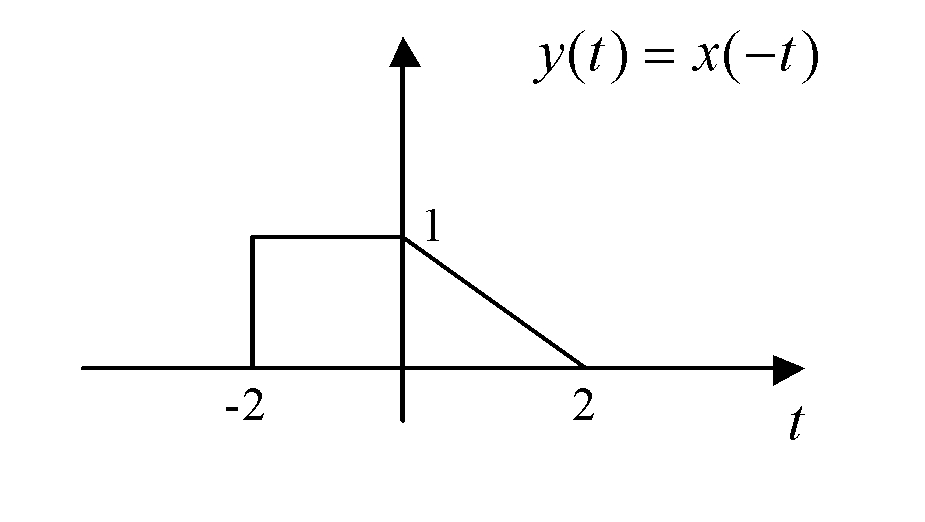 y(t) = x(−t)
1
-2
2
t